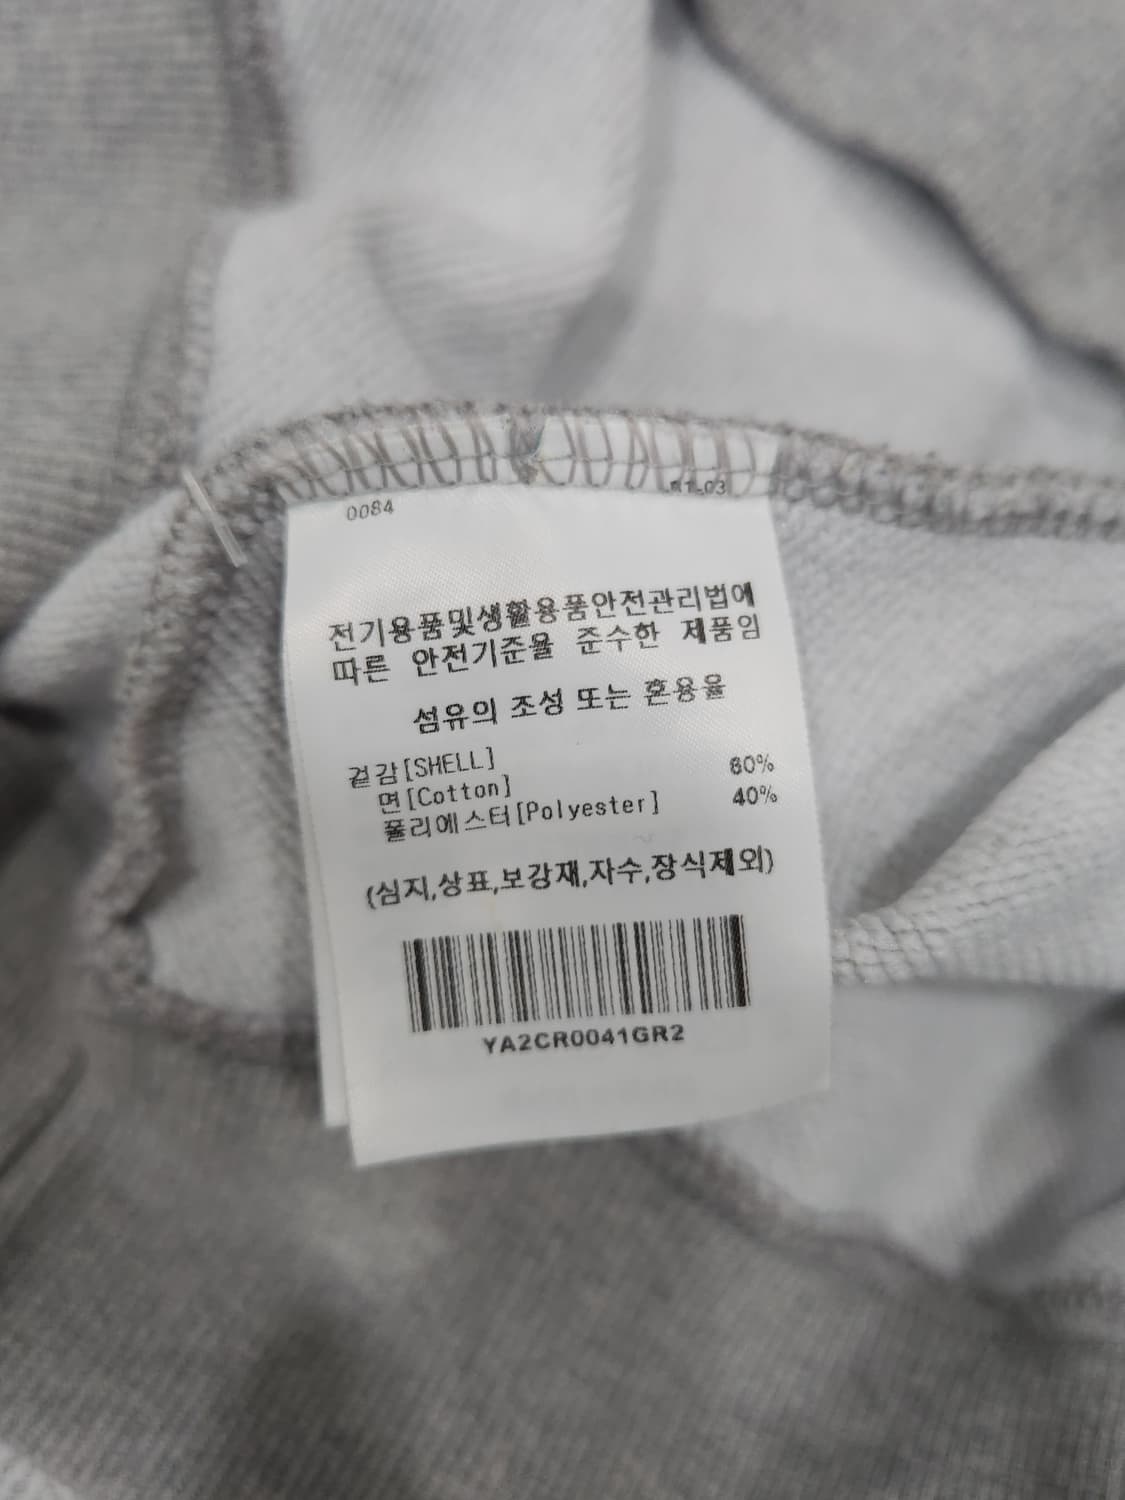 0084
전기용품및생활용품안전관리법에
따른 안전기준을 준수한 제품임
섬유의 조성 또는 혼용율
겉감[SHELL]
면[Cotton] 60%
폴리에스터[Polyester] 40%
(심지,상표,보강재,자수,장식제외)
YA2CR0041GR2